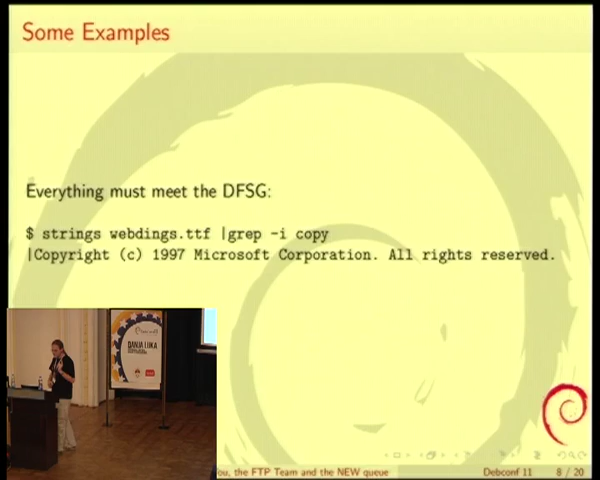 Some Examples
Everything must meet the DFSG:
$ strings webdings.ttf |grep -i copy
|Copyright (c) 1997 Microsoft Corporation. All rights reserved.
BANJA LUKA
ou, the FTP Team and the NEW queue
Debconf 11
8 / 20